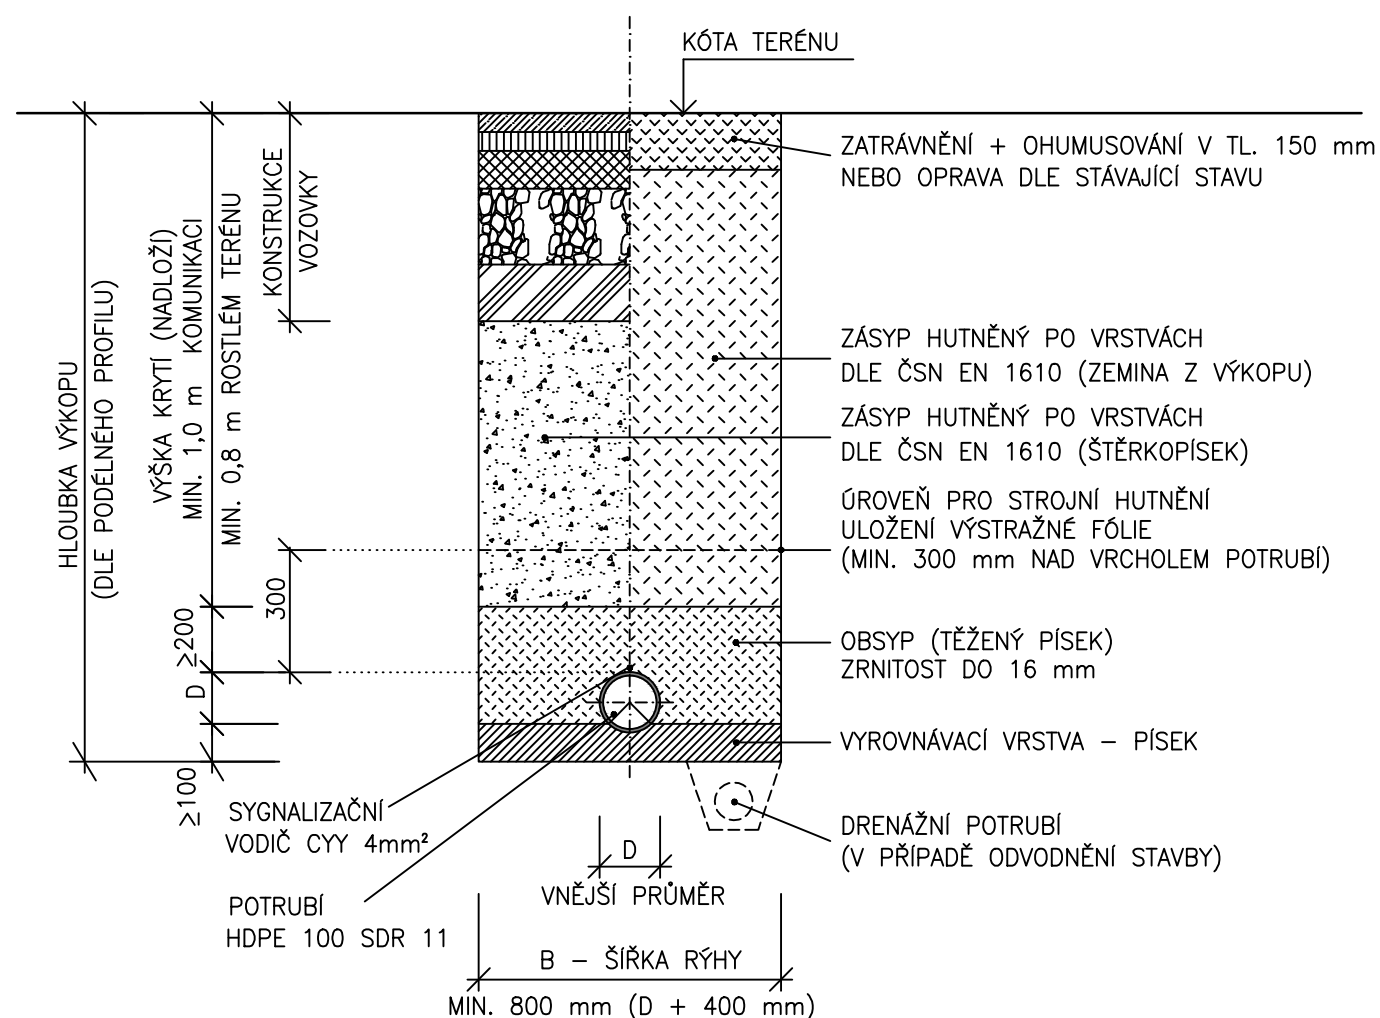 KÓTA TERÉNU
ZATRÁVNĚNÍ + OHUMUSOVÁNÍ V TL. 150 mm
NEBO OPRAVA DLE STÁVAJÍCÍ STAVU
HLOUBKA VÝKOPU
(DLE PODÉLNÉHO PROFILU)
VÝŠKA KRYTÍ (NADLOŽÍ)
MIN. 1,0 m KOMUNIKACI
MIN. 0,8 m ROSTLÉM TERÉNU
KONSTRUKCE
VOZOVKY
ZÁSYP HUTNĚNÝ PO VRSTVÁCH
DLE ČSN EN 1610 (ZEMINA Z VÝKOPU)
ZÁSYP HUTNĚNÝ PO VRSTVÁCH
DLE ČSN EN 1610 (ŠTĚRKOPÍSEK)
ÚROVEŇ PRO STROJNÍ HUTNĚNÍ
ULOŽENÍ VÝSTRAŽNÉ FÓLIE
(MIN. 300 mm NAD VRCHOLEM POTRUBÍ)
300
≥200
D
≥100
OBSYP (TĚŽENÝ PÍSEK)
ZRNITOST DO 16 mm
VYROVNÁVACÍ VRSTVA – PÍSEK
SYGNALIZAČNÍ
VODIČ CYY 4mm²
DRENÁŽNÍ POTRUBÍ
(V PŘÍPADĚ ODVODNĚNÍ STAVBY)
D
VNĚJŠÍ PRŮMĚR
POTRUBÍ
HDPE 100 SDR 11
B – ŠÍŘKA RÝHY
MIN. 800 mm (D + 400 mm)